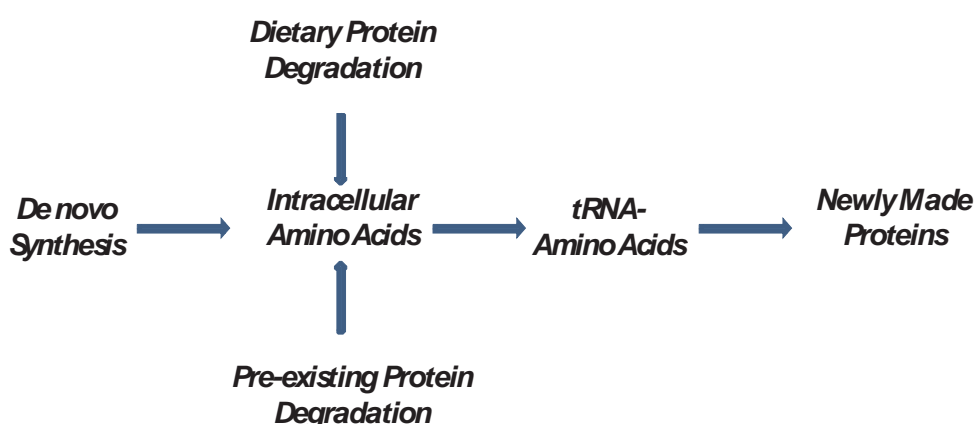 Dietary Protein
Degradation
De novo
Synthesis
Intracellular
Amino Acids
tRNA-
Amino Acids
Newly Made
Proteins
Pre-existing Protein
Degradation